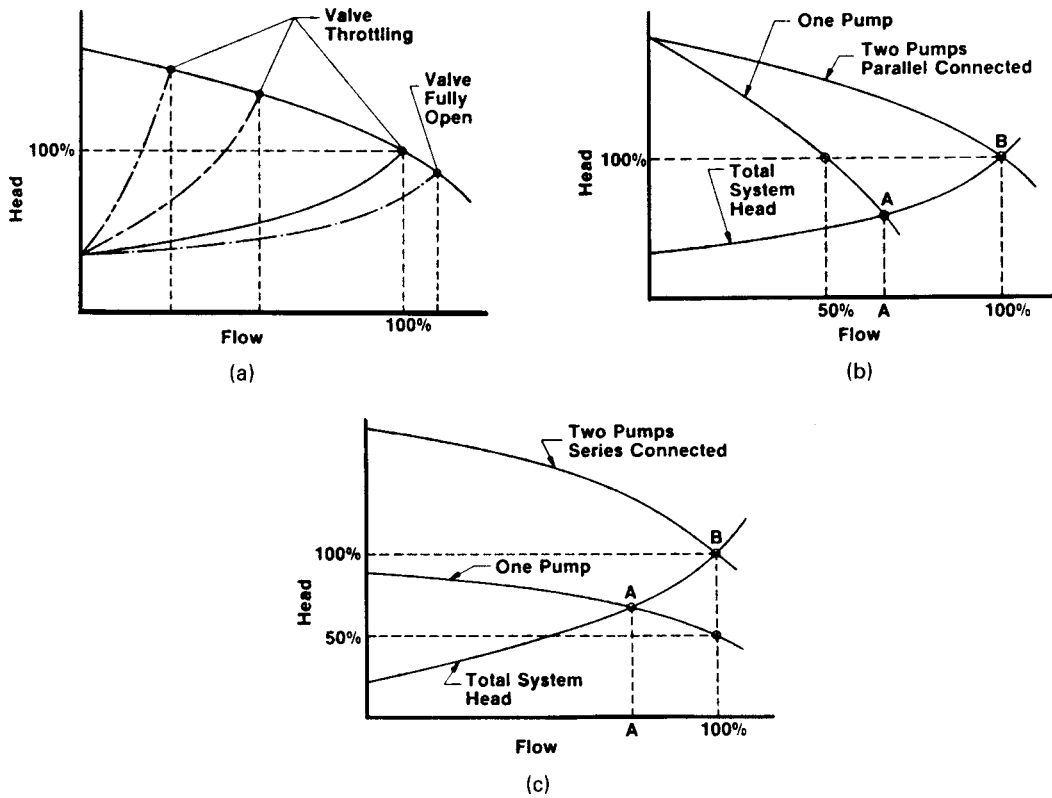 Valve
Throttling
Valve
Fully
Open
100%
Head
100%
Flow
(a)
One Pump
Two Pumps
Parallel Connected
B
100%
Total
System
Head
A
Head
50%
A
100%
Flow
(b)
Two Pumps
Series Connected
B
100%
One Pump
A
Head
50%
Total System
Head
A
100%
Flow
(c)